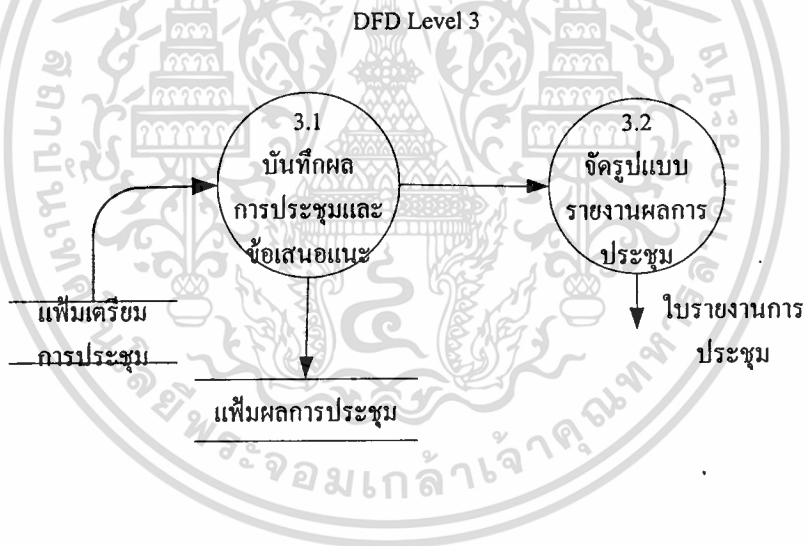 DFD Level 3
3.1
บันทึกผล
การประชุมและ
ข้อเสนอแนะ
3.2
จัดรูปแบบ
รายงานผลการ
ประชุม
แฟ้มเตรียม
การประชุม
แฟ้มผลการประชุม
ใบรายงานการ
ประชุม